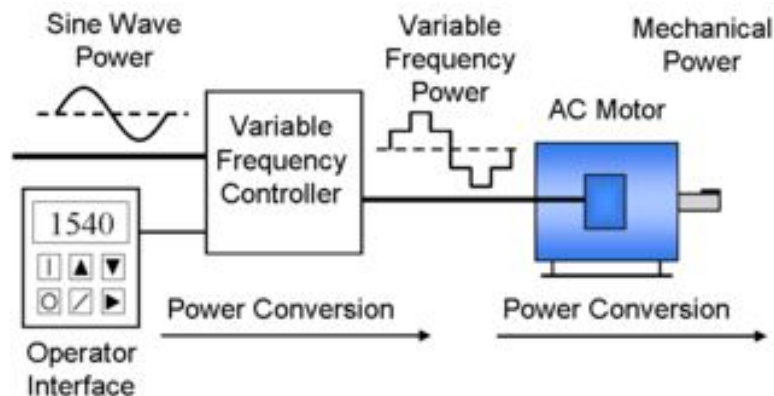 Sine Wave
Power
Variable
Frequency
Power
Mechanical
Power
AC Motor
Variable
Frequency
Controller
1540
Power Conversion
Power Conversion
Operator
Interface